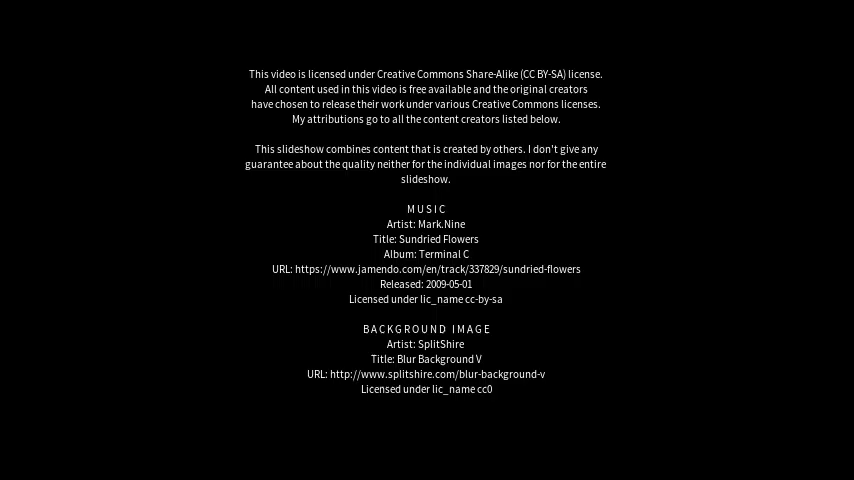 This video is licensed under Creative Commons Share-Alike (CC BY-SA) license.
All content used in this video is free available and the original creators
have chosen to release their work under various Creative Commons licenses.
My attributions go to all the content creators listed below.
This slideshow combines content that is created by others. I don't give any
guarantee about the quality neither for the individual images nor for the entire
slideshow.
MUSIC
Artist: Mark.Nine
Title: Sundried Flowers
Album: Terminal C
URL: https://www.jamendo.com/en/track/337829/sundried-flowers
Released: 2009-05-01
Licensed under lic_name cc-by-sa
BACKGROUND IMAGE
Artist: SplitShire
Title: Blur Background V
URL: http://www.splitshire.com/blur-background-v
Licensed under lic_name cc0